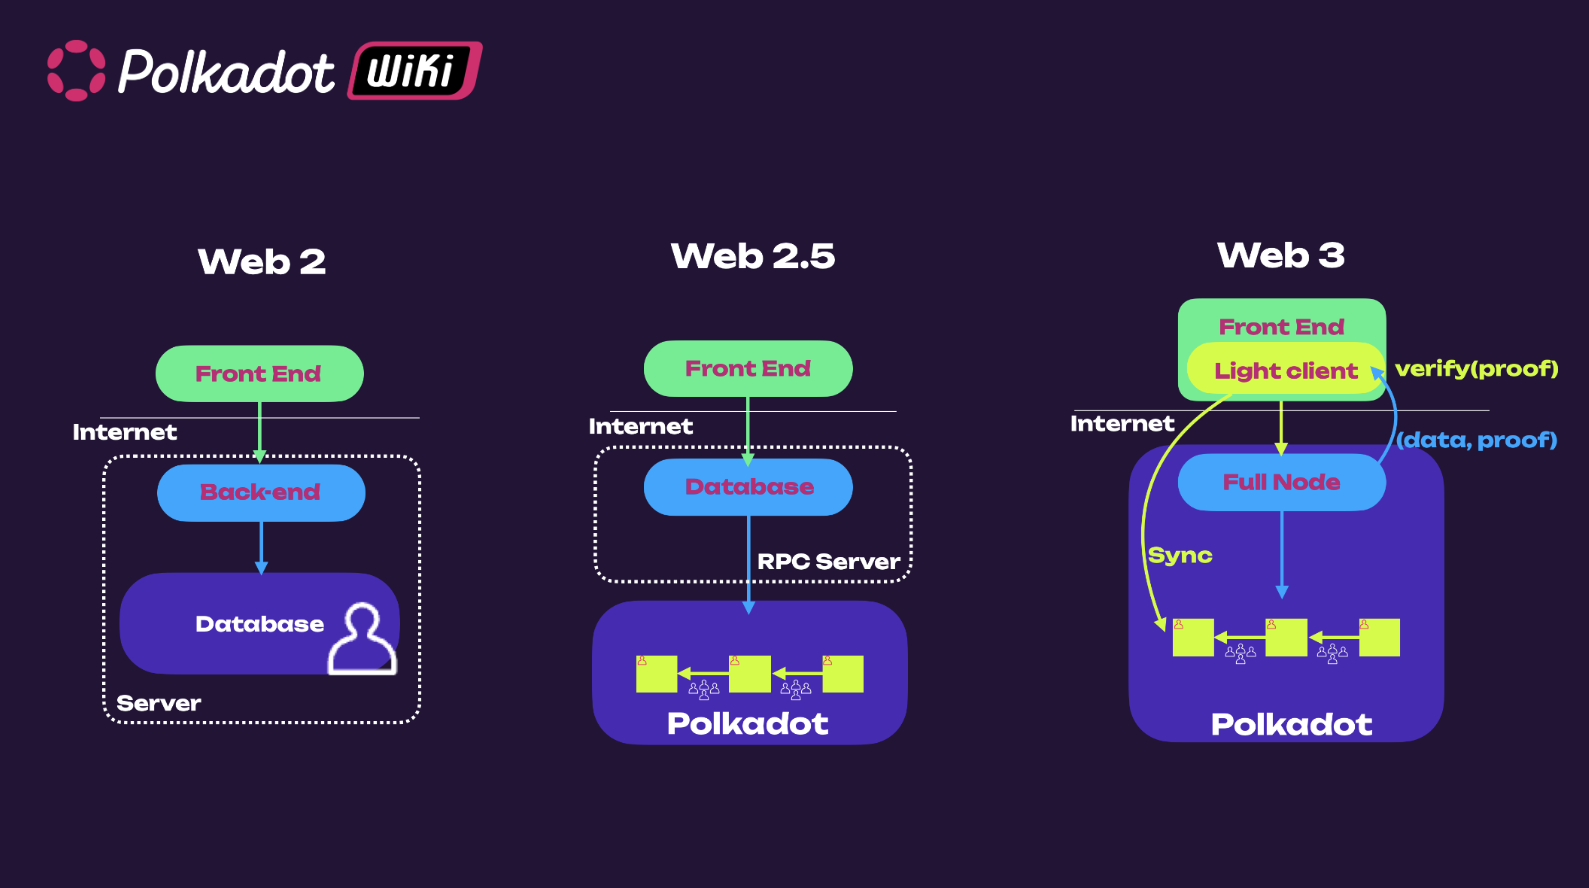 Polkadot WiKi
Web 2
Front End
Internet
Back-end
Database
Server
Web 2.5
Front End
Internet
Database
RPC Server
Polkadot
Web 3
Front End
Light client
verify(proof)
Internet
(data, proof)
Full Node
Sync
Polkadot